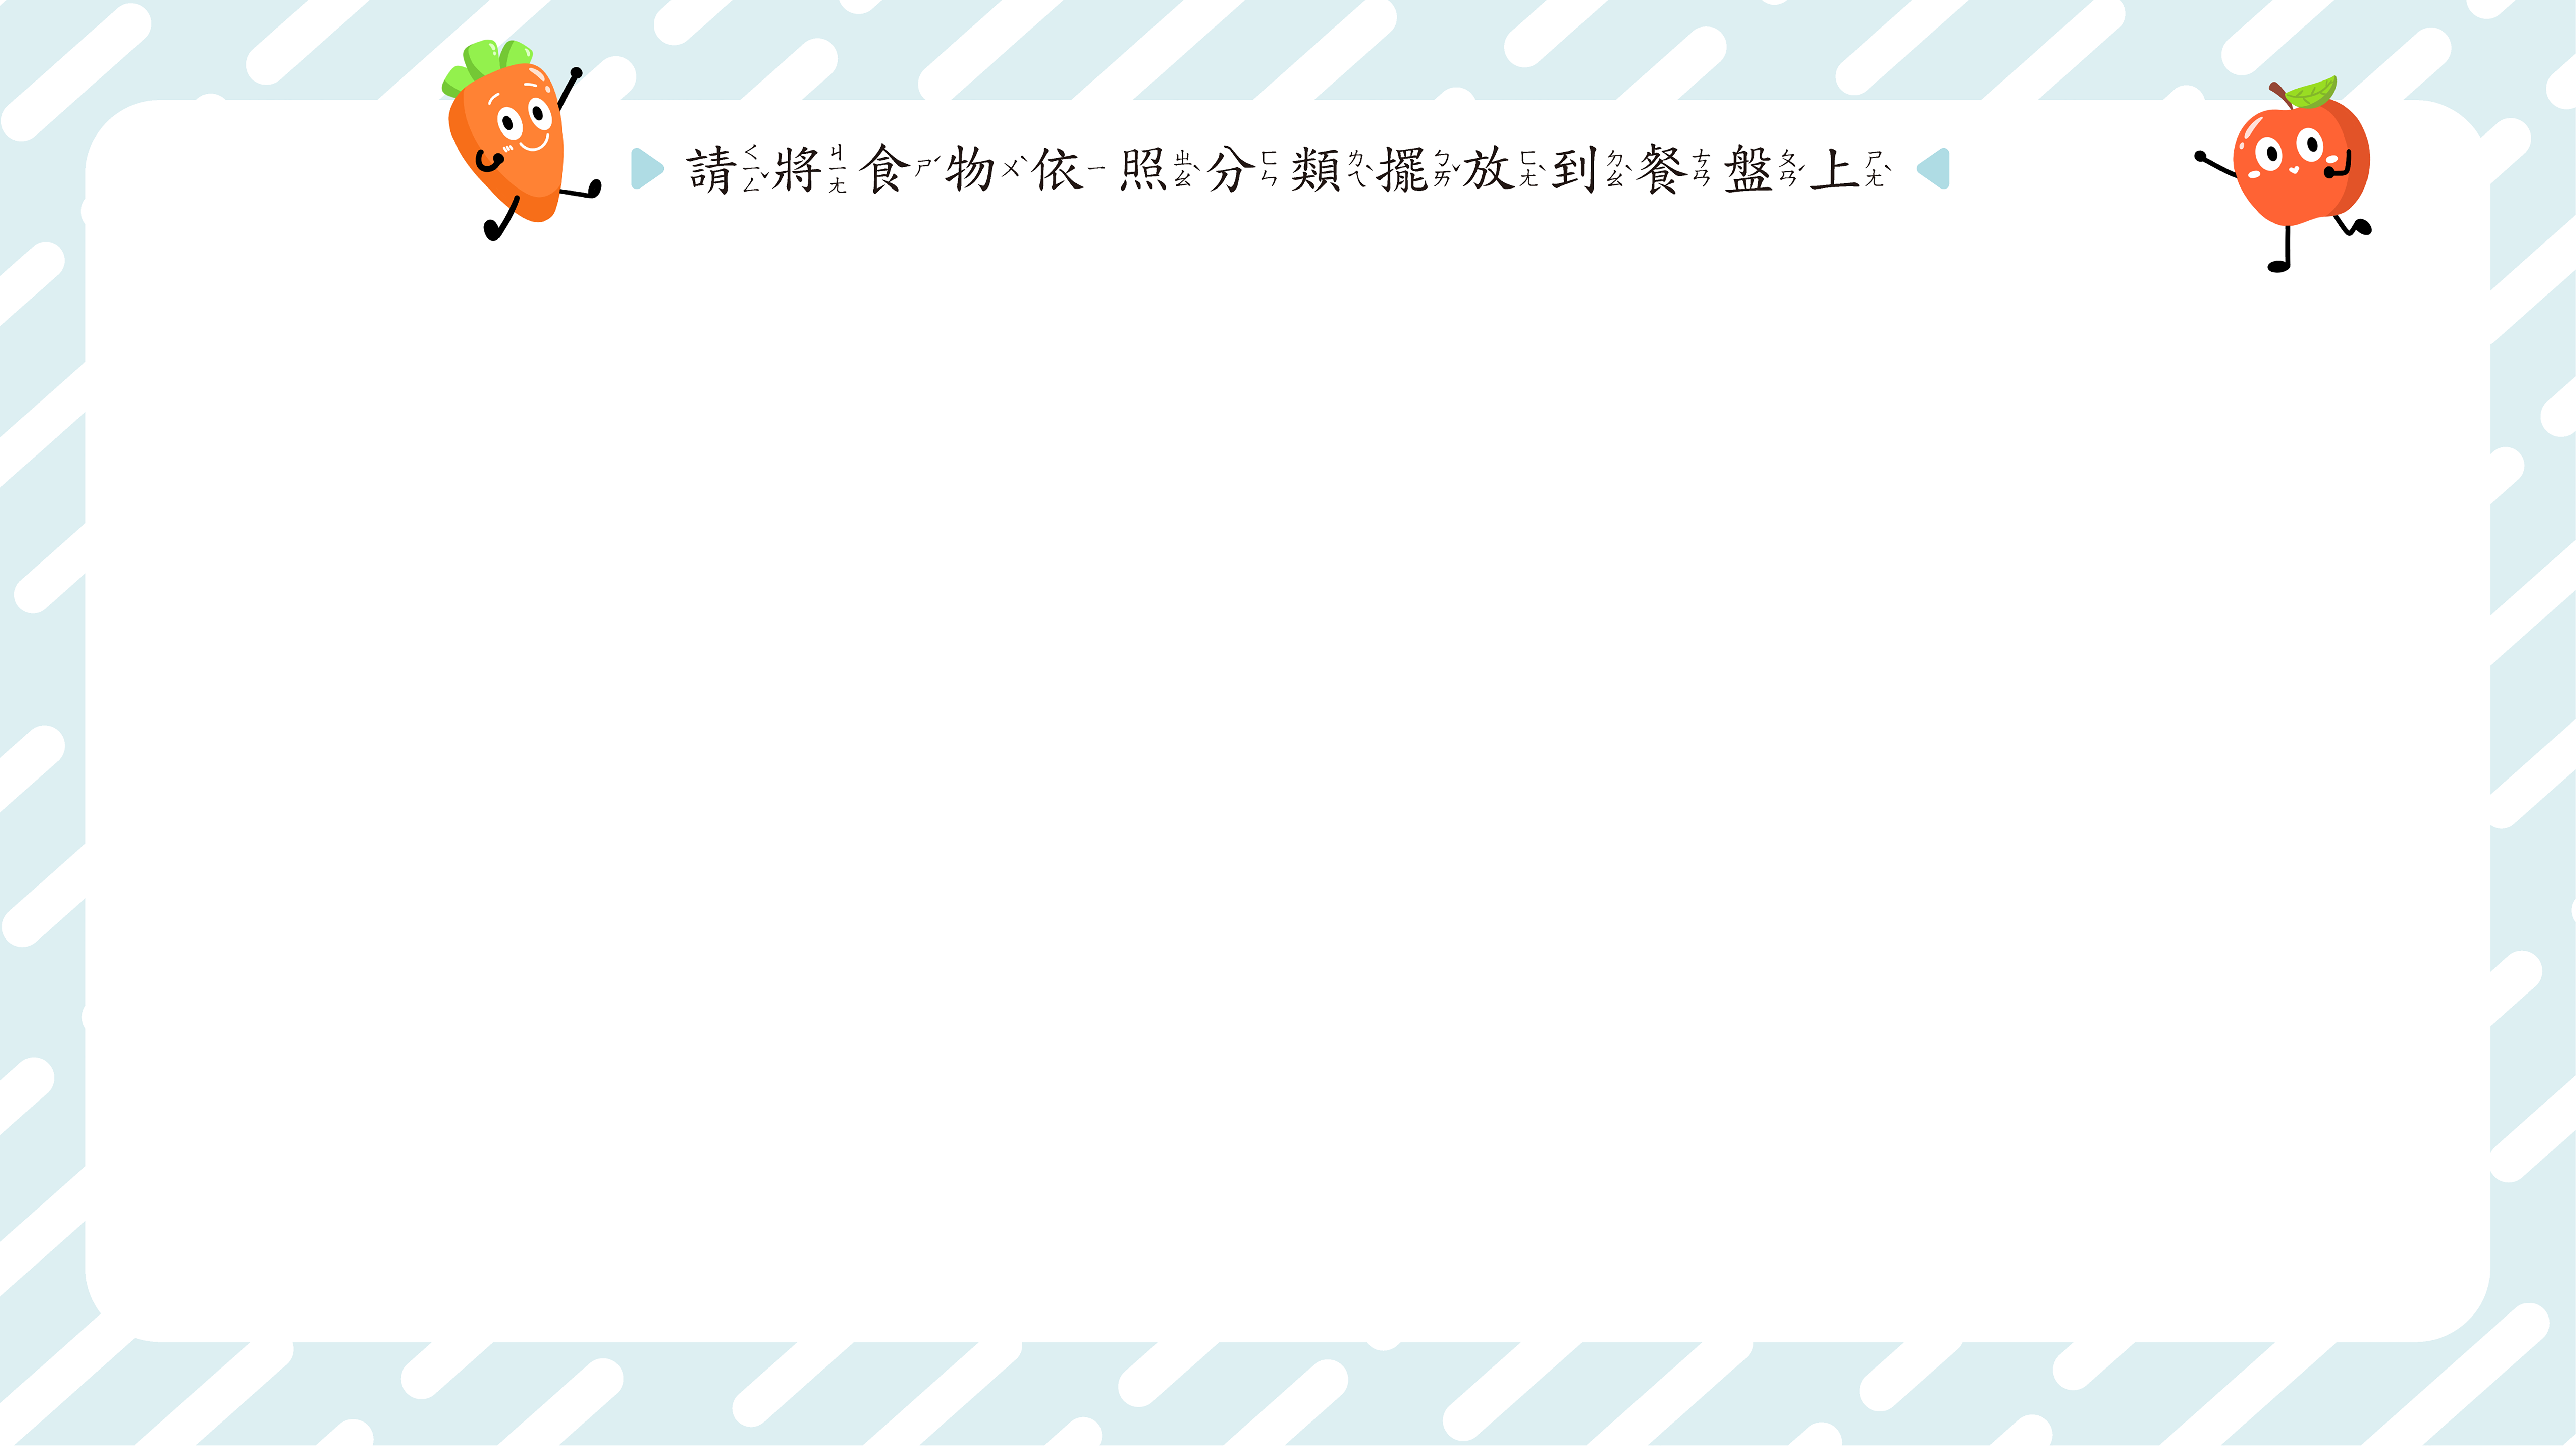 請ㄑㄧㄥˇ將ㄐㄧㄤ食ㄕˊ物ㄨˋ依ㄧ照ㄓㄠˋ分ㄈㄣ類ㄌㄟˋ擺ㄅㄞˇ放ㄈㄤˋ到ㄉㄠˋ餐ㄘㄢ盤ㄆㄢˊ上ㄕㄤˋ